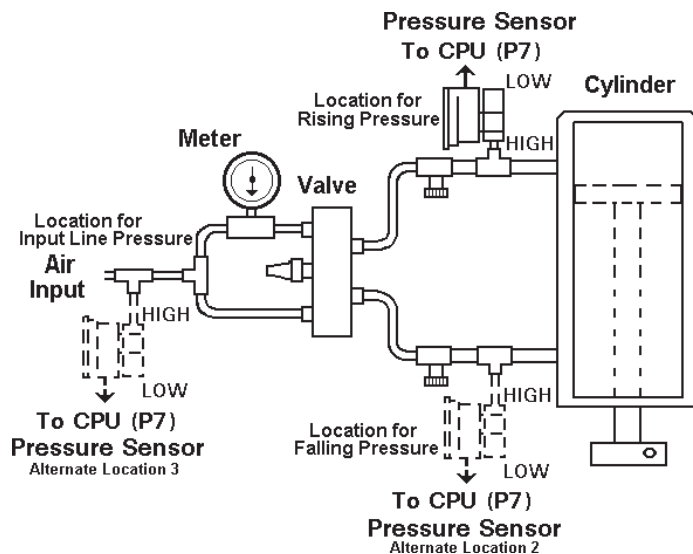 Pressure Sensor
To CPU (P7)
LOW
Location for
Rising Pressure
HIGH
Cylinder
Meter
Valve
Location for
Input Line Pressure
Air
Input
HIGH
LOW
To CPU (P7)
Pressure Sensor
Alternate Location 3
HIGH
Location for
Falling Pressure
LOW
To CPU (P7)
Pressure Sensor
Alternate Location 2